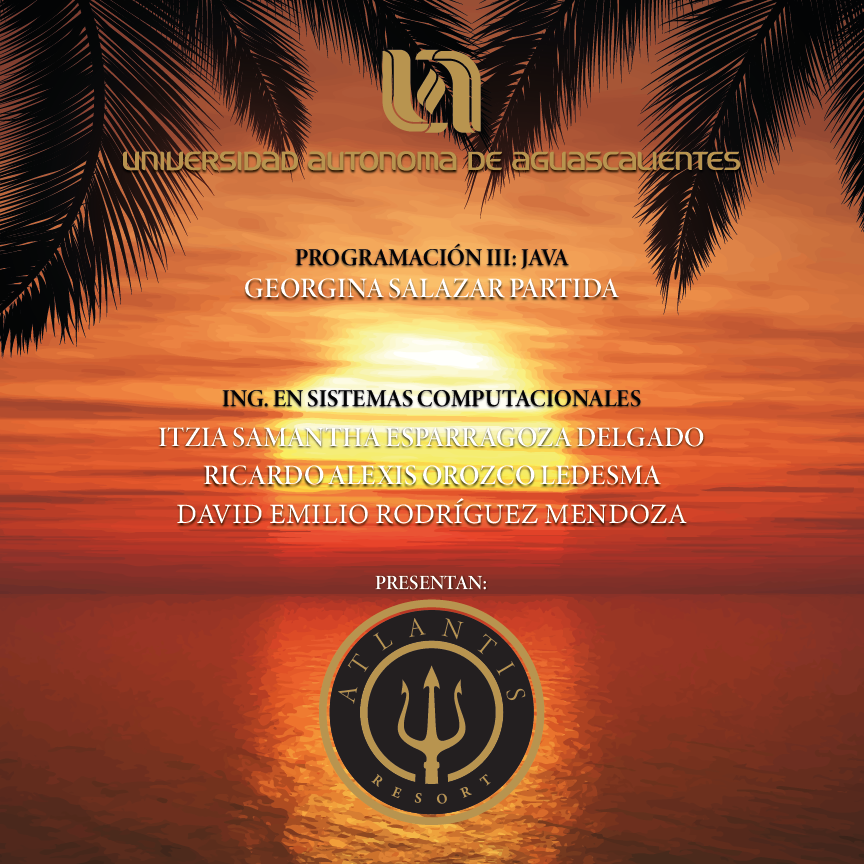 UNIVERSIDAD AUTONOMA DE AGUASCALIENTES
PROGRAMACIÓN III: JAVA
GEORGINA SALAZAR PARTIDA
ING. EN SISTEMAS COMPUTACIONALES
ITZIA SAMANTHA ESPARRAGOZA DELGADO
RICARDO ALEXIS OROZCO LEDESMA
DAVID EMILIO RODRÍGUEZ MENDOZA
PRESENTAN:
ATLANTIS
RESORT